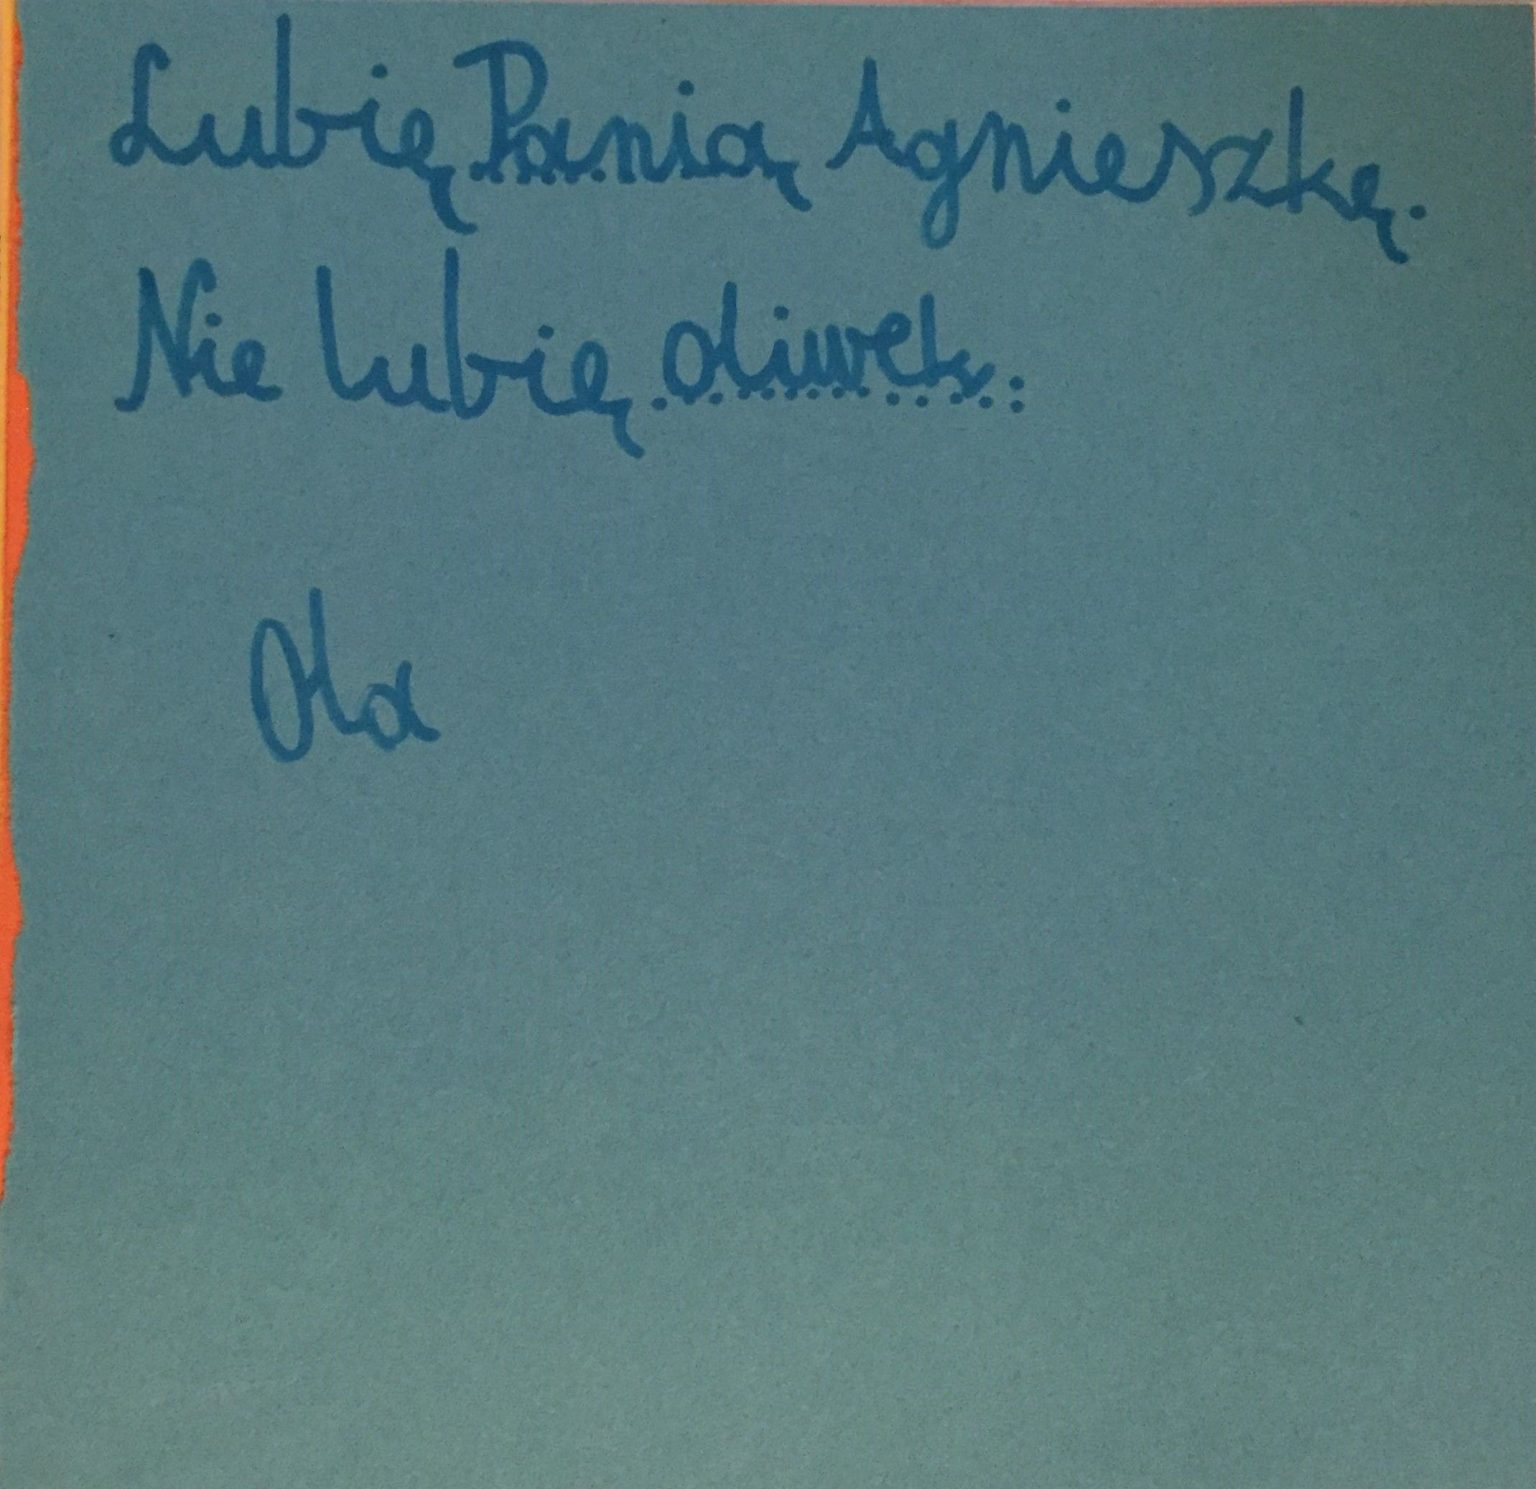 Lubię Panią Agnieszkę.
Nie lubię oliwek.
Ola